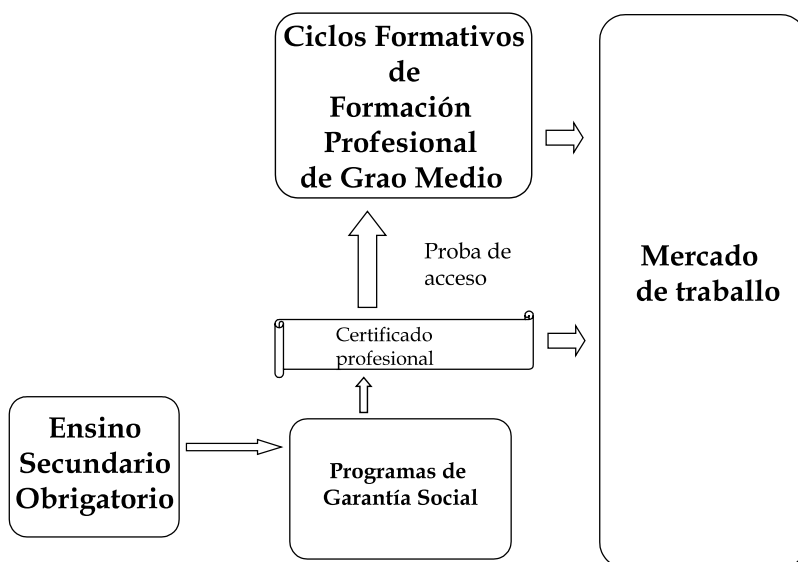 Ciclos Formativos
de
Formación
Profesional
de Grao Medio
Mercado
de traballo
Proba de
acceso
Certificado
profesional
Ensino
Secundario
Obrigatorio
Programas de
Garantía Social